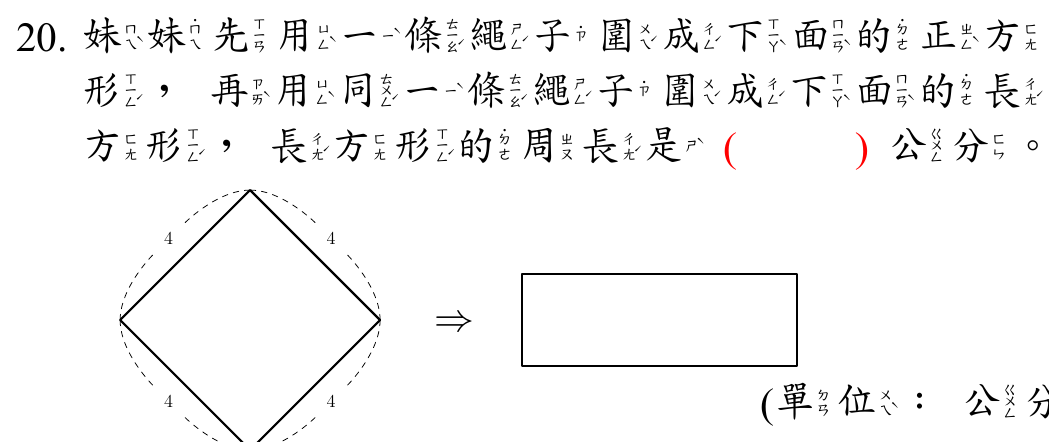 20. 妹妹先用一條繩子圍成下面的正方
形， 再用同一條繩子圍成下面的長
方形， 長方形的周長是 (    ) 公分。
4 4
⇒
4 4
(單位： 公分